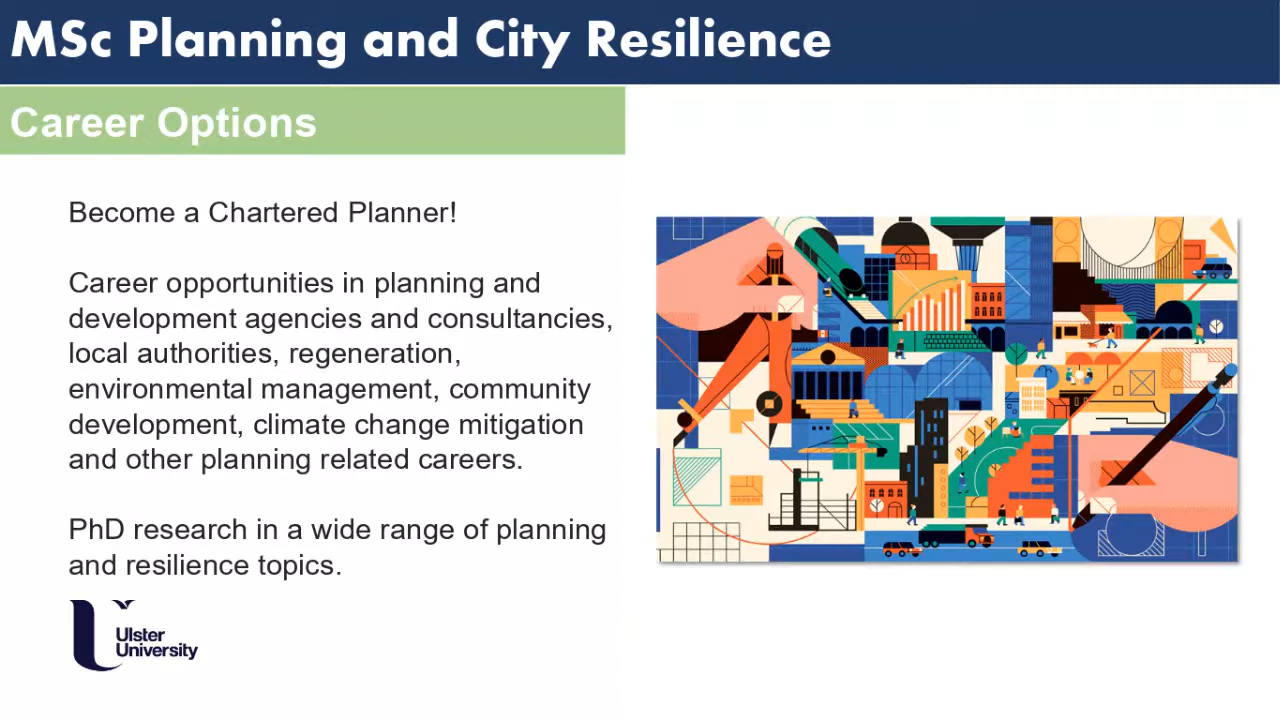 MSc Planning and City Resilience
Career Options
Become a Chartered Planner!
Career opportunities in planning and
development agencies and consultancies,
local authorities, regeneration,
environmental management, community
development, climate change mitigation
and other planning related careers.
PhD research in a wide range of planning
and resilience topics.
Ulster
University